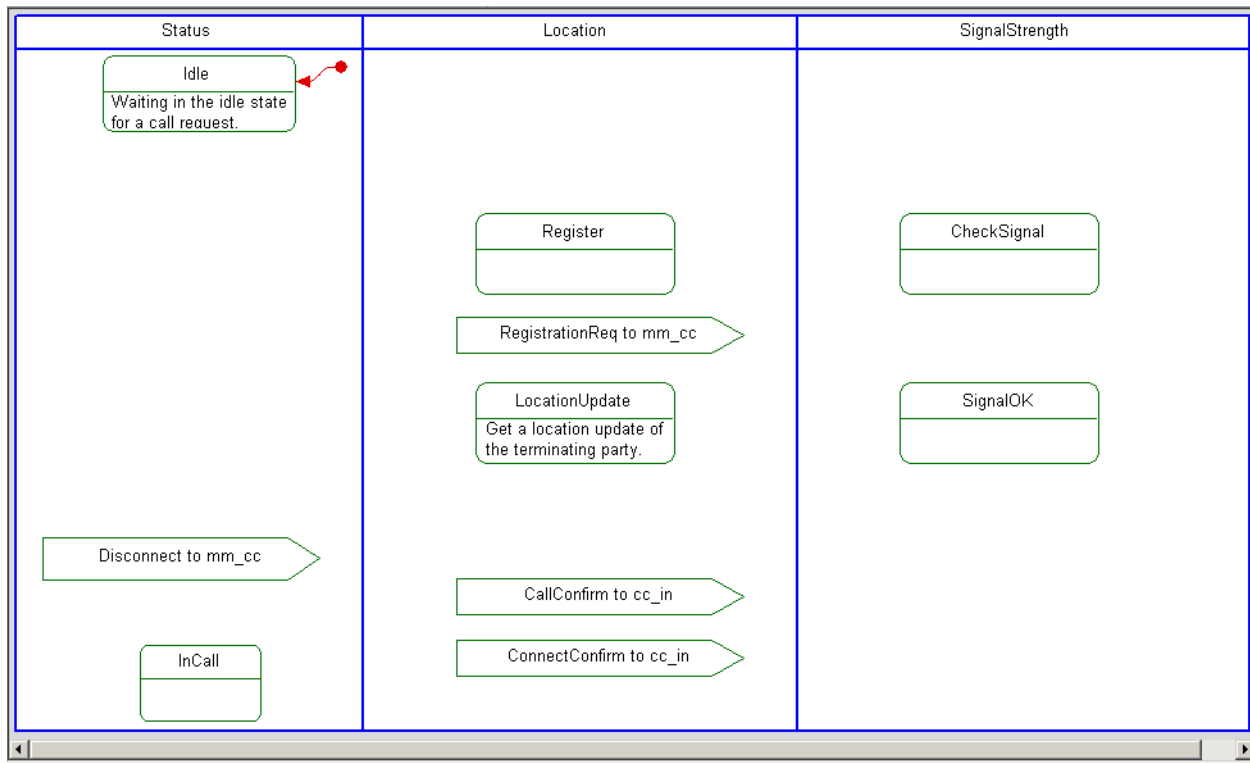 Status
Location
SignalStrength
Idle
Waiting in the idle state
for a call request.
Register
CheckSignal
RegistrationReq to mm_cc
LocationUpdate
Get a location update of
the terminating party.
SignalOK
Disconnect to mm_cc
CallConfirm to cc_in
InCall
ConnectConfirm to cc_in